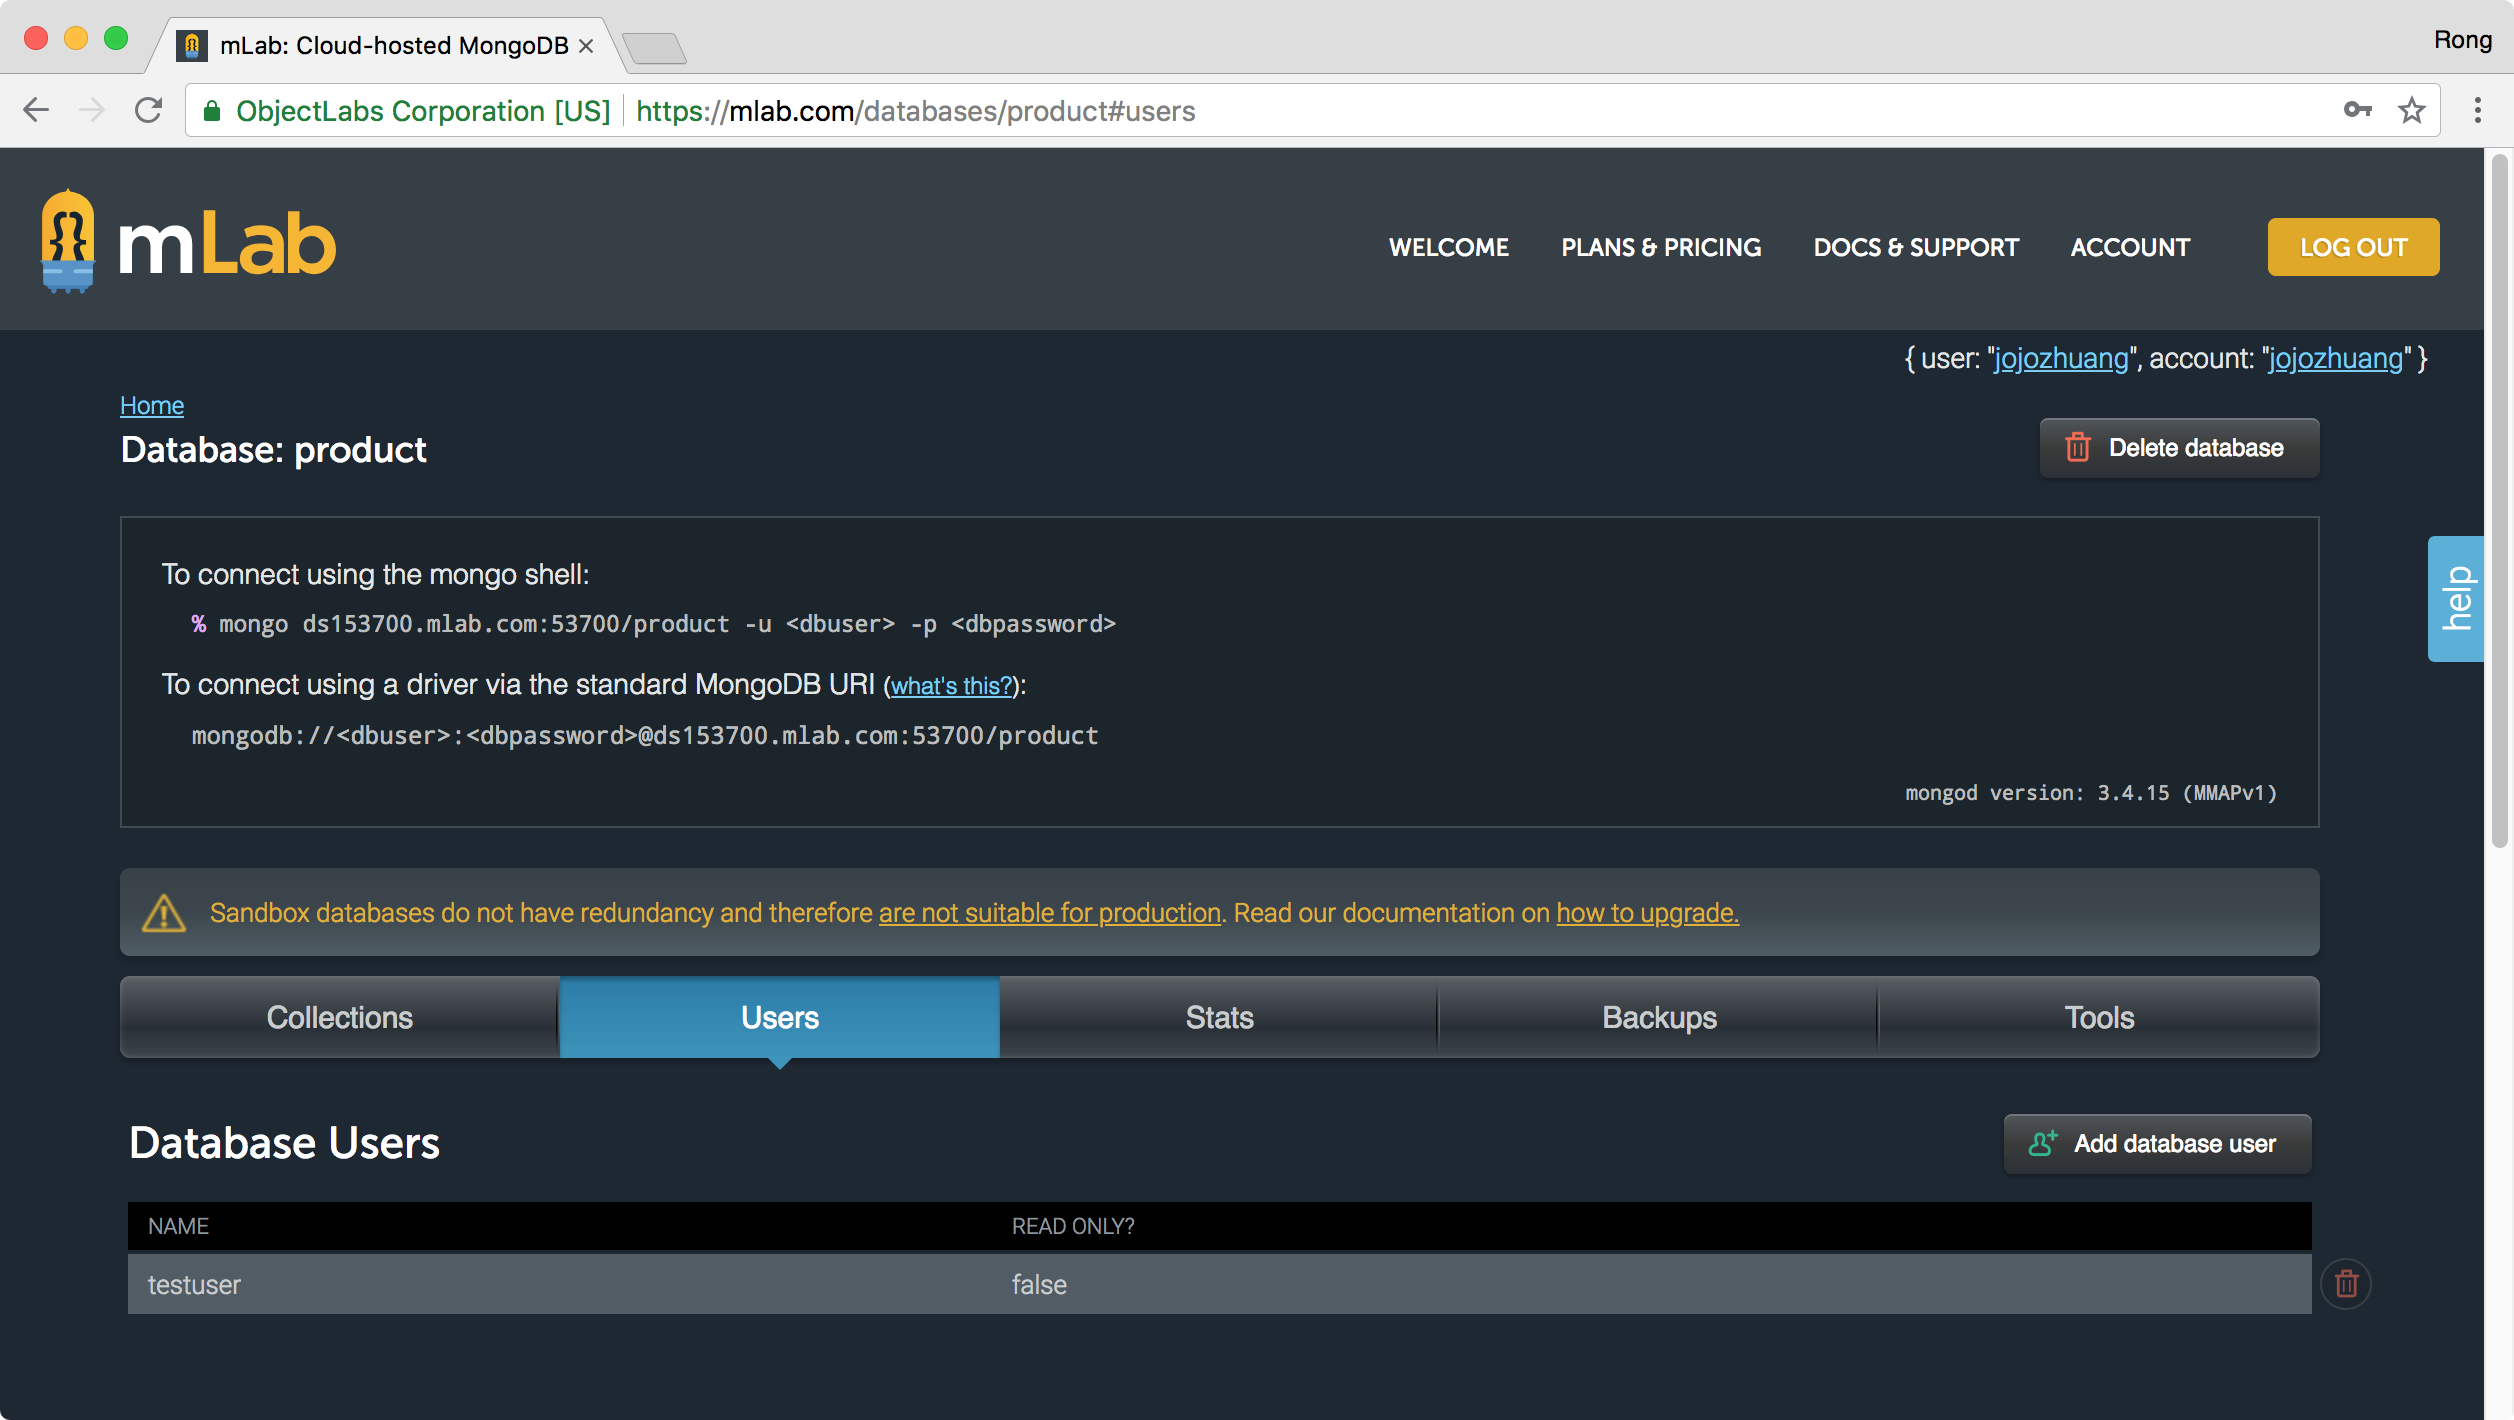 mLab: Cloud-hosted MongoDB
Rong
ObjectLabs Corporation [US] https://mlab.com/databases/product#users
mLab
WELCOME PLANS & PRICING DOCS & SUPPORT ACCOUNT LOG OUT
{ user: "jojozhuang", account: "jojozhuang" }
Home
Database: product
Delete database
To connect using the mongo shell:
% mongo ds153700.mlab.com:53700/product -u <dbuser> -p <dbpassword>
To connect using a driver via the standard MongoDB URI (what's this?):
mongodb://<dbuser>:<dbpassword>@ds153700.mlab.com:53700/product
mongod version: 3.4.15 (MMAPv1)
help
Sandbox databases do not have redundancy and therefore are not suitable for production. Read our documentation on how to upgrade.
Collections Users Stats Backups Tools
Database Users
Add database user
NAME READ ONLY?
testuser false